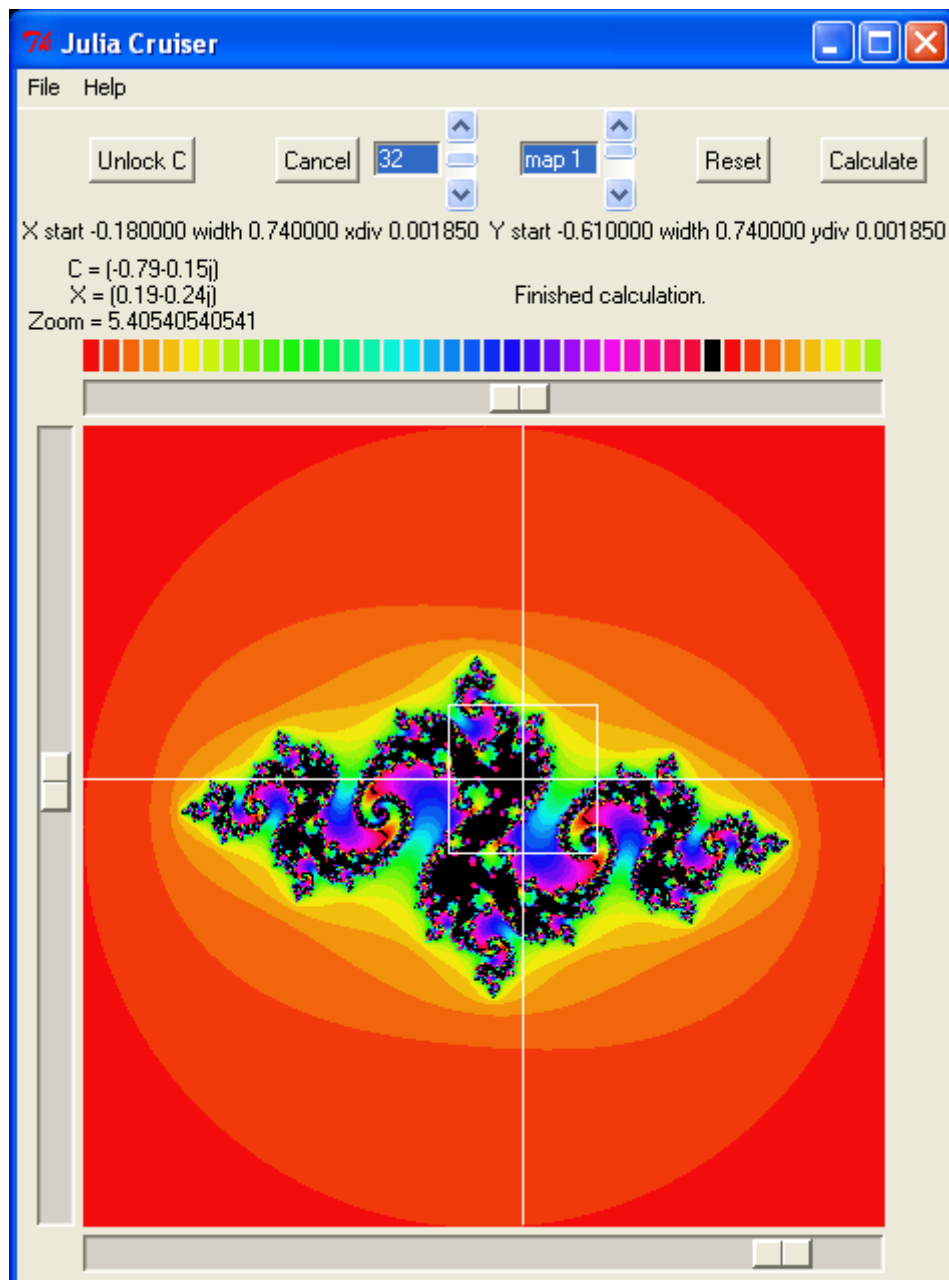 Julia Cruiser
File Help
Unlock C Cancel 32 map 1 Reset Calculate
X start -0.180000 width 0.740000 xdiv 0.001850 Y start -0.610000 width 0.740000 ydiv 0.001850
C = (-0.79-0.15j)
X = (0.19-0.24j) Finished calculation.
Zoom = 5.40540540541